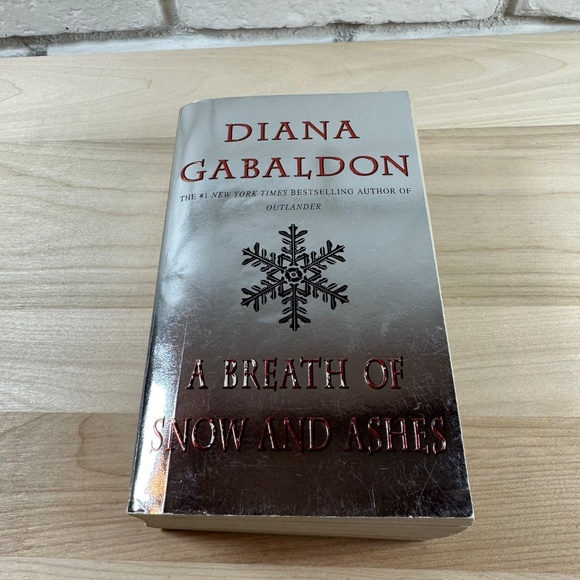 DIANA
GABALDON
THE #1 NEW YORK TIMES BESTSELLING AUTHOR OF
OUTLANDER
A BREATH OF
SNOW AND ASHES